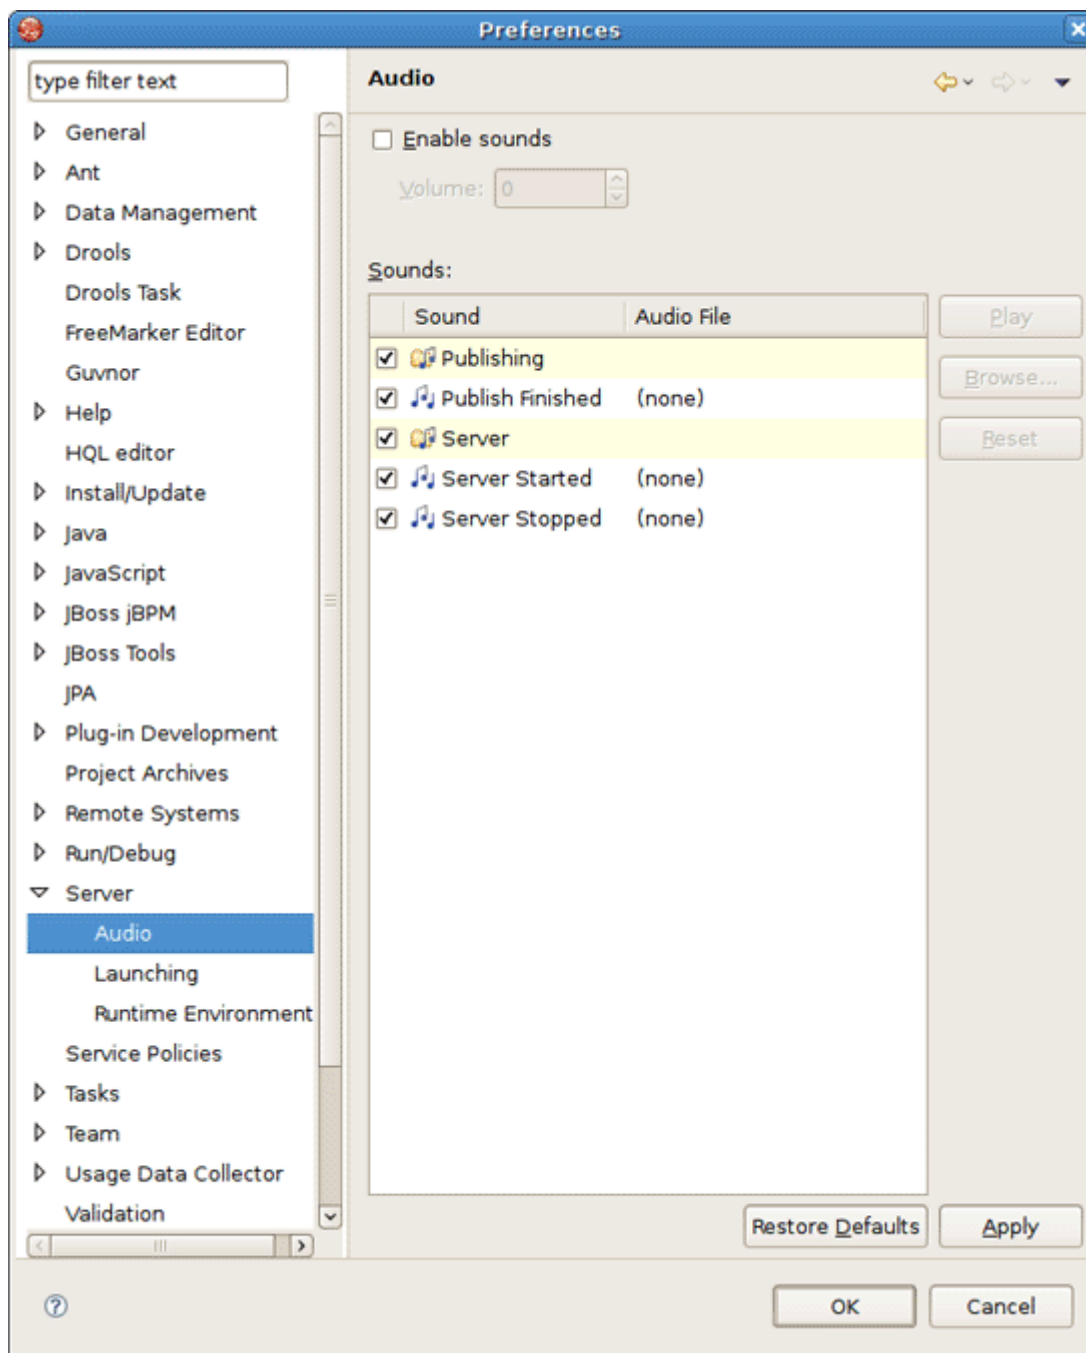 Preferences
type filter text
General
Ant
Data Management
Drools
Drools Task
FreeMarker Editor
Guvnor
Help
HQL editor
Install/Update
Java
JavaScript
JBoss jBPM
JBoss Tools
JPA
Plug-in Development
Project Archives
Remote Systems
Run/Debug
Server
Audio
Launching
Runtime Environment
Service Policies
Tasks
Team
Usage Data Collector
Validation
Audio
Enable sounds
Volume: 0
Sounds:
Sound Audio File
Publishing
Publish Finished (none)
Server
Server Started (none)
Server Stopped (none)
Play
Browse...
Reset
Restore Defaults Apply
OK Cancel